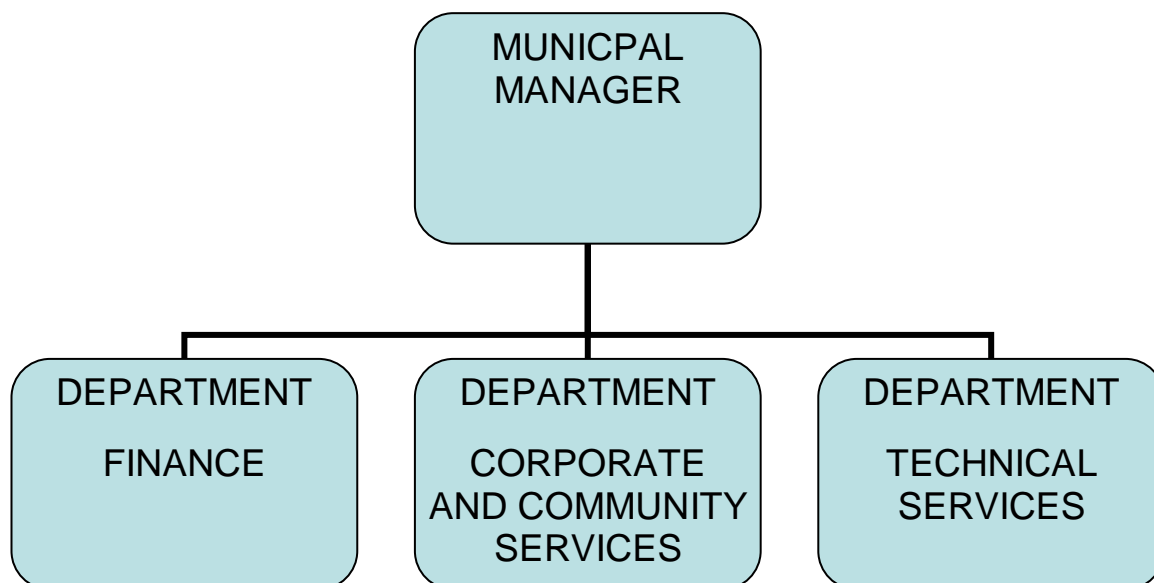 MUNICPAL
MANAGER
DEPARTMENT
FINANCE
DEPARTMENT
CORPORATE
AND COMMUNITY
SERVICES
DEPARTMENT
TECHNICAL
SERVICES